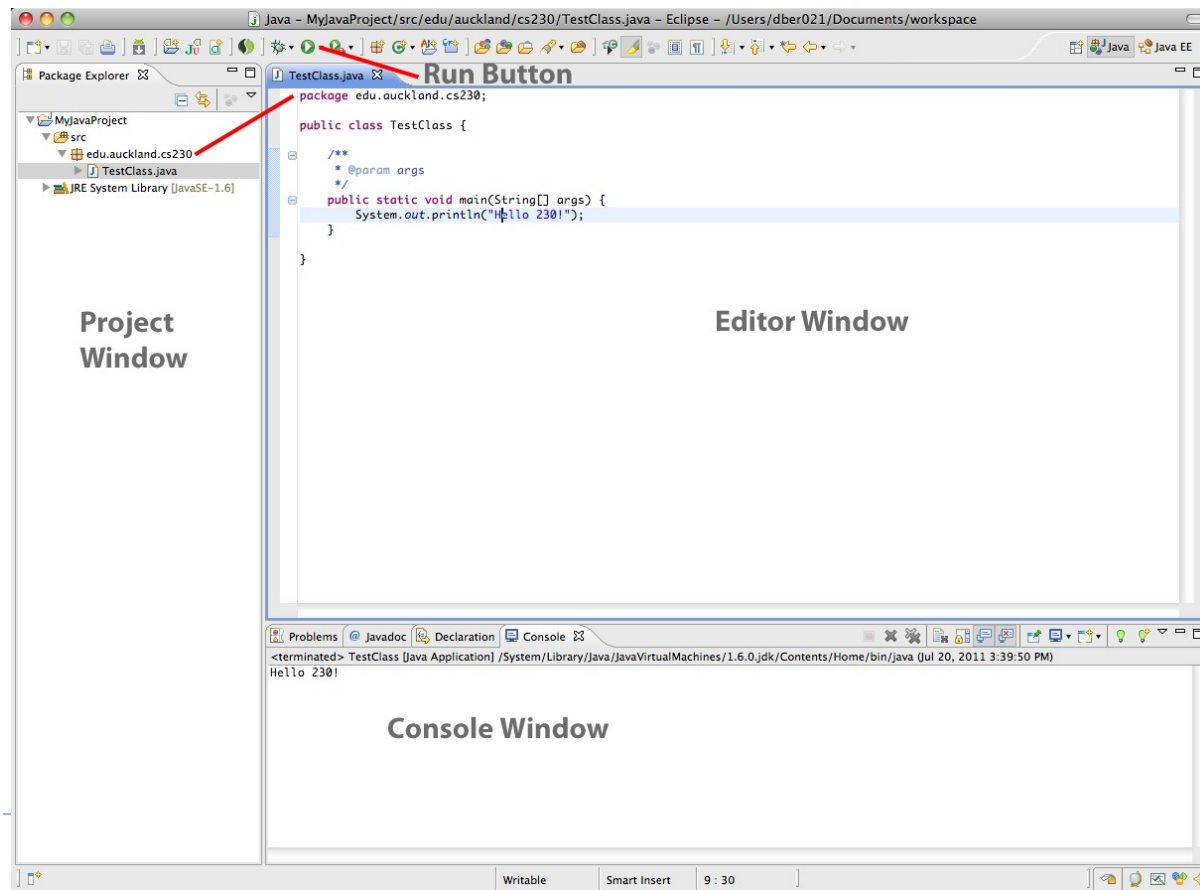 Java - MyJavaProject/src/edu/auckland/cs230/TestClass.java - Eclipse - /Users/dber021/Documents/workspace
Java Java EE
Package Explorer
TestClass.java
Run Button
MyJavaProject
src
edu.auckland.cs230
TestClass.java
JRE System Library [JavaSE-1.6]
package edu.auckland.cs230;
public class TestClass {
/**
* @param args
*/
public static void main(String[] args) {
System.out.println("Hello 230!");
}
}
Project
Window
Editor Window
Problems @ Javadoc Declaration Console
<terminated> TestClass [Java Application] /System/Library/Java/JavaVirtualMachines/1.6.0.jdk/Contents/Home/bin/java (Jul 20, 2011 3:39:50 PM)
Hello 230!
Console Window
Writable Smart Insert 9 : 30